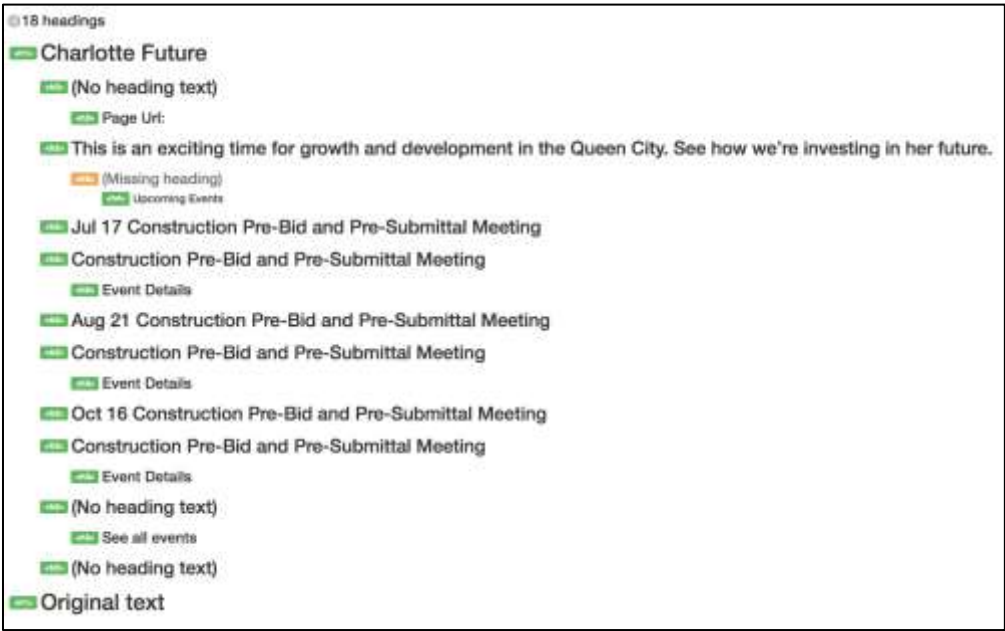 18 headings
Charlotte Future
(No heading text)
Page Url:
This is an exciting time for growth and development in the Queen City. See how we're investing in her future.
(Missing heading)
Upcoming Events
Jul 17 Construction Pre-Bid and Pre-Submittal Meeting
Construction Pre-Bid and Pre-Submittal Meeting
Event Details
Aug 21 Construction Pre-Bid and Pre-Submittal Meeting
Construction Pre-Bid and Pre-Submittal Meeting
Event Details
Oct 16 Construction Pre-Bid and Pre-Submittal Meeting
Construction Pre-Bid and Pre-Submittal Meeting
Event Details
(No heading text)
See all events
(No heading text)
Original text